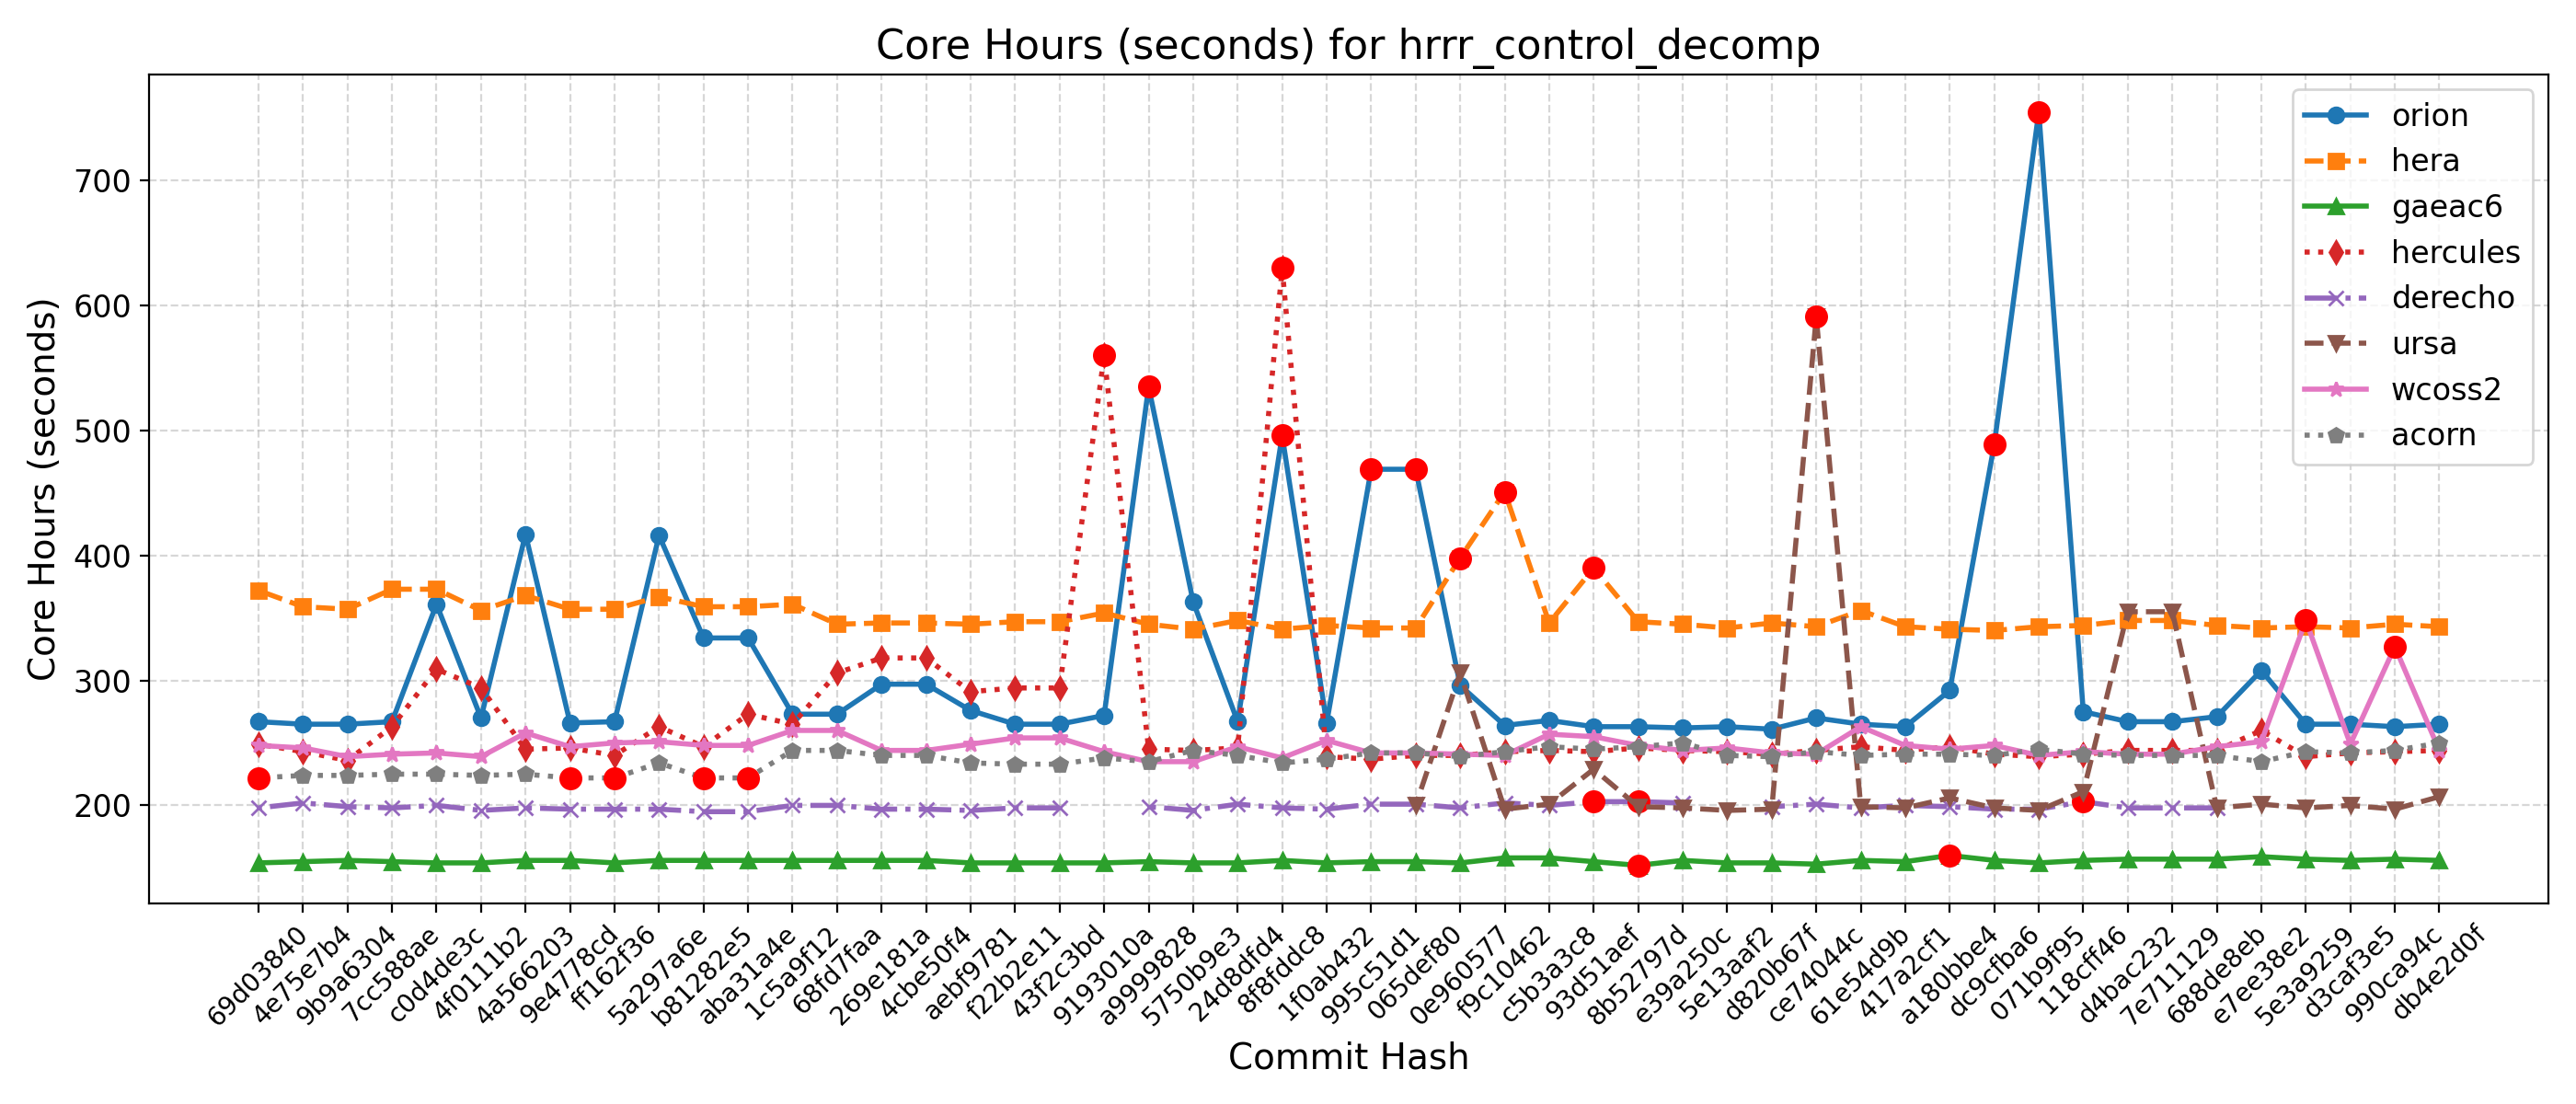 Core Hours (seconds) for hrrr_control_decomp
Core Hours (seconds)
700
600
500
400
300
200
orion
hera
gaeac6
hercules
derecho
ursa
wcoss2
acorn
69d03840
4e75e7b4
9b9a6304
7cc588ae
c0d4de3c
4f0111b2
4a566203
9e4778cd
ff162f36
5a297a6e
b81282e5
aba31a4e
1c5a9f12
68fd7faa
269e181a
4cbe50f4
aebf9781
f22b2e11
43f2c3bd
9193010a
a9999828
5750b9e3
24d8dfd4
8f8fddc8
1f0ab432
995c51d1
065def80
0e960577
f9c10462
c5b3a3c8
93d51aef
8b52797d
e39a250c
5e13aaf2
d820b67f
ce74044c
61e54d9b
417a2cf1
a180bbe4
dc9cfba6
071b9f95
118cff46
d4bac232
7e711129
688de8eb
e7ee38e2
5e3a9259
d3caf3e5
990ca94c
db4e2d0f
Commit Hash